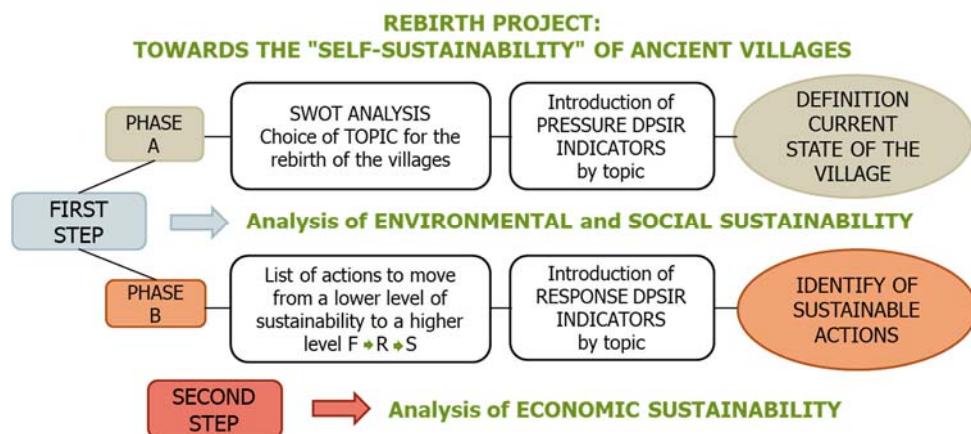 REBIRTH PROJECT:
TOWARDS THE "SELF-SUSTAINABILITY" OF ANCIENT VILLAGES
PHASE
A
SWOT ANALYSIS
Choice of TOPIC for the
rebirth of the villages
Introduction of
PRESSURE DPSIR
INDICATORS
by topic
DEFINITION
CURRENT
STATE OF THE
VILLAGE
FIRST
STEP
Analysis of ENVIRONMENTAL and SOCIAL SUSTAINABILITY
PHASE
B
List of actions to move
from a lower level of
sustainability to a higher
level F → R → S
Introduction of
RESPONSE DPSIR
INDICATORS
by topic
IDENTIFY OF
SUSTAINABLE
ACTIONS
SECOND
STEP
Analysis of ECONOMIC SUSTAINABILITY